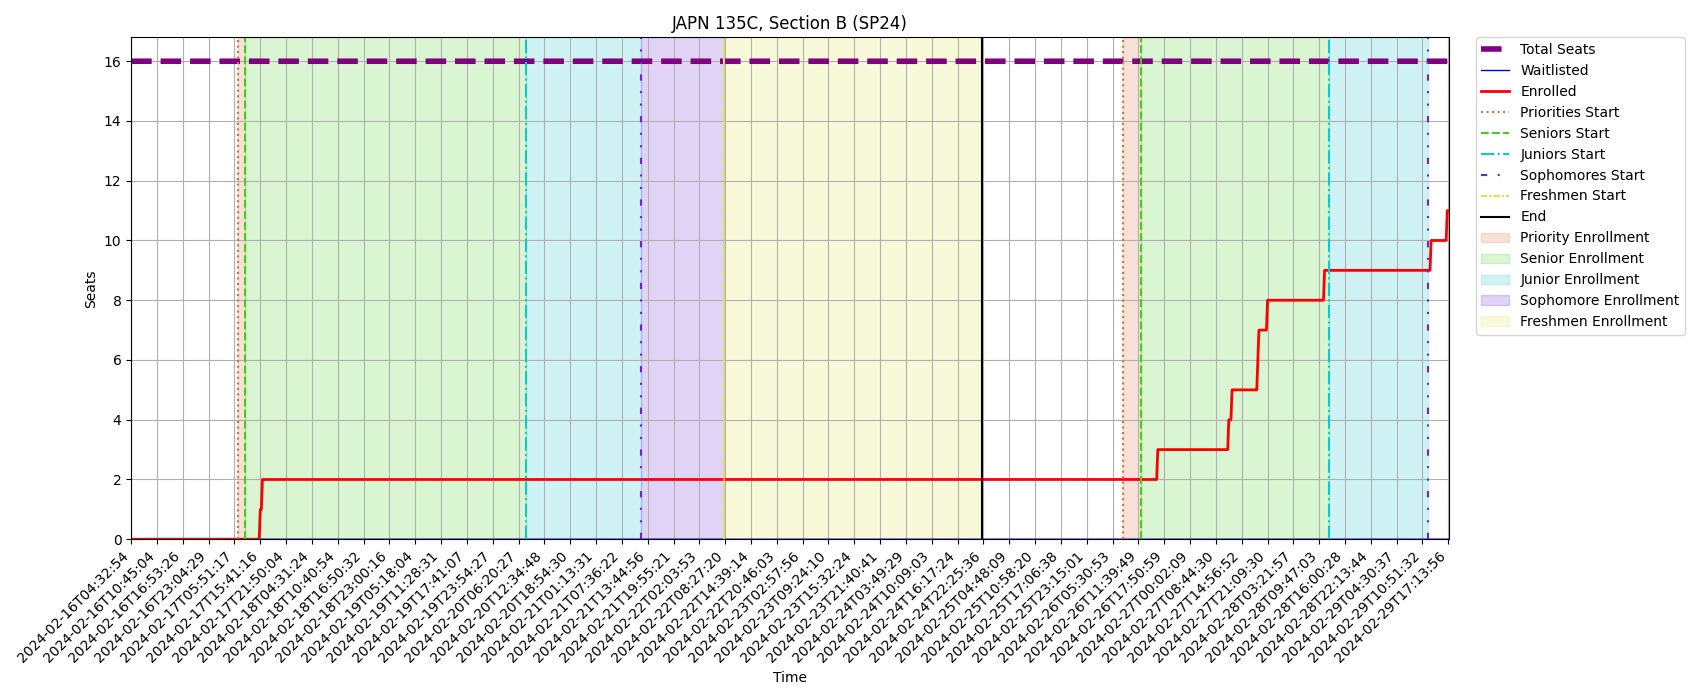 JAPN 135C, Section B (SP24)
Seats
16
14
12
10
8
6
4
2
0
2024-02-16T04:32:54
2024-02-16T10:45:04
2024-02-16T16:53:26
2024-02-16T23:04:29
2024-02-17T05:51:17
2024-02-17T15:41:16
2024-02-17T21:50:04
2024-02-18T04:31:24
2024-02-18T10:40:54
2024-02-18T16:50:32
2024-02-18T23:00:16
2024-02-19T05:18:04
2024-02-19T11:28:31
2024-02-19T17:41:07
2024-02-19T23:54:27
2024-02-20T06:20:27
2024-02-20T12:34:48
2024-02-20T18:54:30
2024-02-21T01:13:31
2024-02-21T07:36:22
2024-02-21T13:44:56
2024-02-21T19:55:21
2024-02-22T02:03:53
2024-02-22T08:27:20
2024-02-22T14:39:14
2024-02-22T20:46:03
2024-02-23T02:57:56
2024-02-23T09:24:10
2024-02-23T15:32:24
2024-02-23T21:40:41
2024-02-24T03:49:29
2024-02-24T10:09:03
2024-02-24T16:17:24
2024-02-24T22:25:36
2024-02-25T04:48:09
2024-02-25T10:58:20
2024-02-25T17:06:38
2024-02-25T23:15:01
2024-02-26T05:30:53
2024-02-26T11:39:49
2024-02-26T17:50:59
2024-02-27T00:02:09
2024-02-27T08:44:30
2024-02-27T14:56:52
2024-02-27T21:09:30
2024-02-28T03:21:57
2024-02-28T09:47:03
2024-02-28T16:00:28
2024-02-28T22:13:44
2024-02-29T04:30:37
2024-02-29T10:51:32
2024-02-29T17:13:56
Time
Total Seats
Waitlisted
Enrolled
Priorities Start
Seniors Start
Juniors Start
Sophomores Start
Freshmen Start
End
Priority Enrollment
Senior Enrollment
Junior Enrollment
Sophomore Enrollment
Freshmen Enrollment